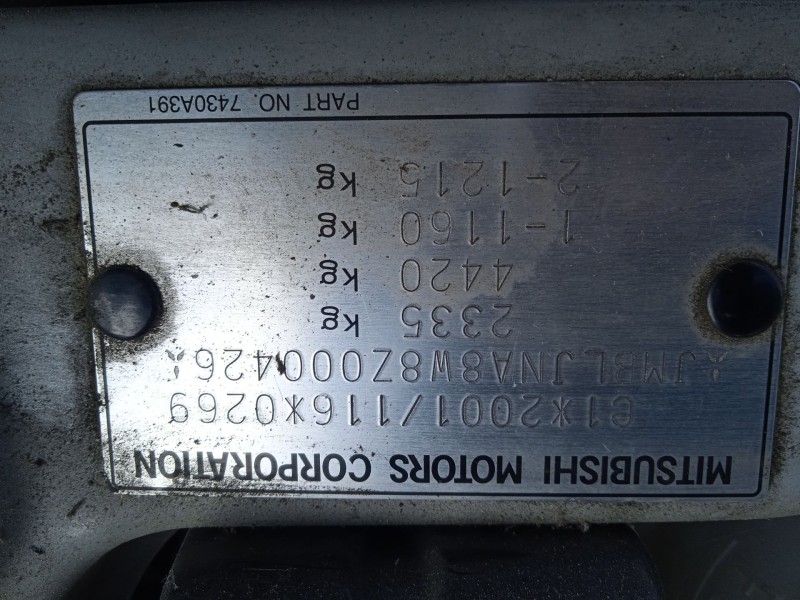 MITSUBISHI MOTORS CORPORATION
e1*2001/116*0269
JMBLJNA8W8Z000426
2335 kg
4420 kg
1-1160 kg
2-1215 kg
PART NO. 7430A391